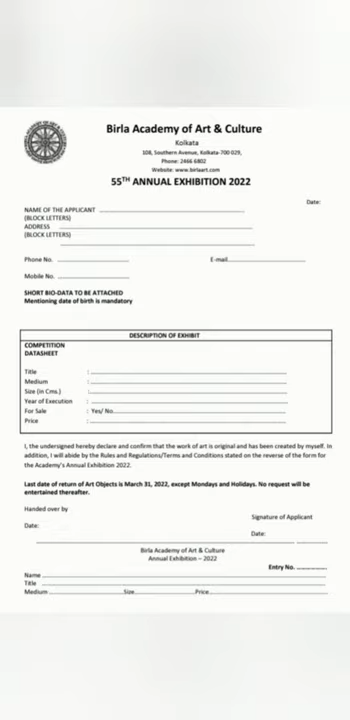 BIRLA ACADEMY OF ART & CULTURE
Birla Academy of Art & Culture
Kolkata
108, Southern Avenue, Kolkata-700 029,
Phone: 2466 6802
Website: www.birlaart.com
55TH ANNUAL EXHIBITION 2022
Date:
NAME OF THE APPLICANT
(BLOCK LETTERS)
ADDRESS
(BLOCK LETTERS)
Phone No. E-mail
Mobile No.
SHORT BIO-DATA TO BE ATTACHED
Mentioning date of birth is mandatory
DESCRIPTION OF EXHIBIT
COMPETITION
DATASHEET
Title :
Medium :
Size (in Cms.) :
Year of Execution :
For Sale : Yes/ No
Price :
I, the undersigned hereby declare and confirm that the work of art is original and has been created by myself. In
addition, I will abide by the Rules and Regulations/Terms and Conditions stated on the reverse of the form for
the Academy's Annual Exhibition 2022.
Last date of return of Art Objects is March 31, 2022, except Mondays and Holidays. No request will be
entertained thereafter.
Handed over by
Signature of Applicant
Date:
Date:
Birla Academy of Art & Culture
Annual Exhibition – 2022
Entry No.
Name
Title
Medium Size Price